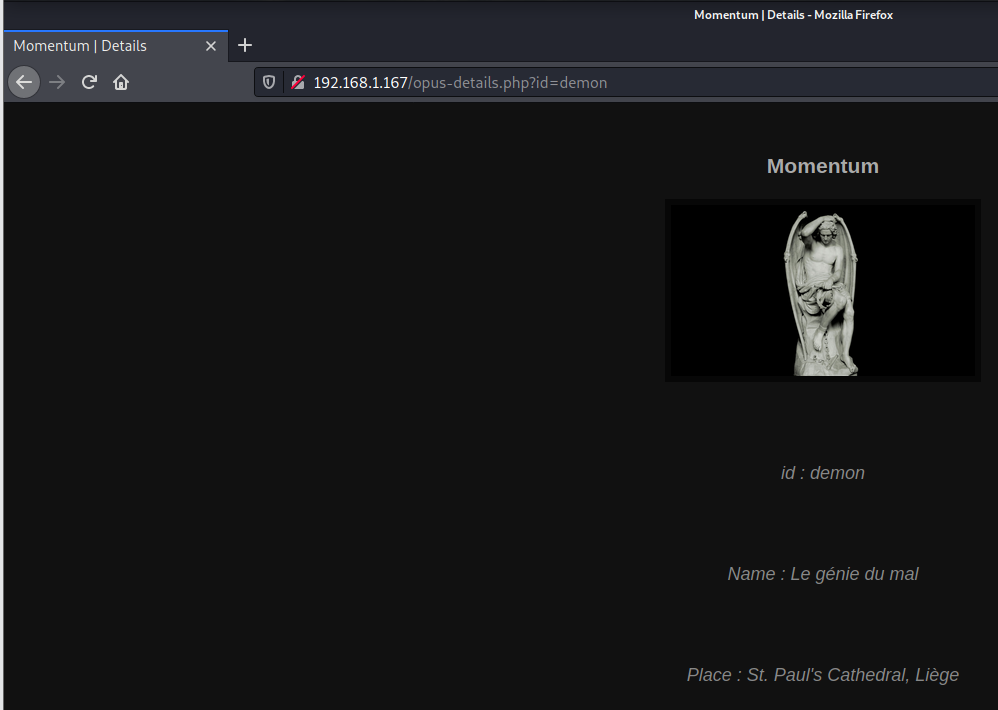 Momentum | Details - Mozilla Firefox
Momentum | Details
192.168.1.167/opus-details.php?id=demon
Momentum
id : demon
Name : Le génie du mal
Place : St. Paul's Cathedral, Liège